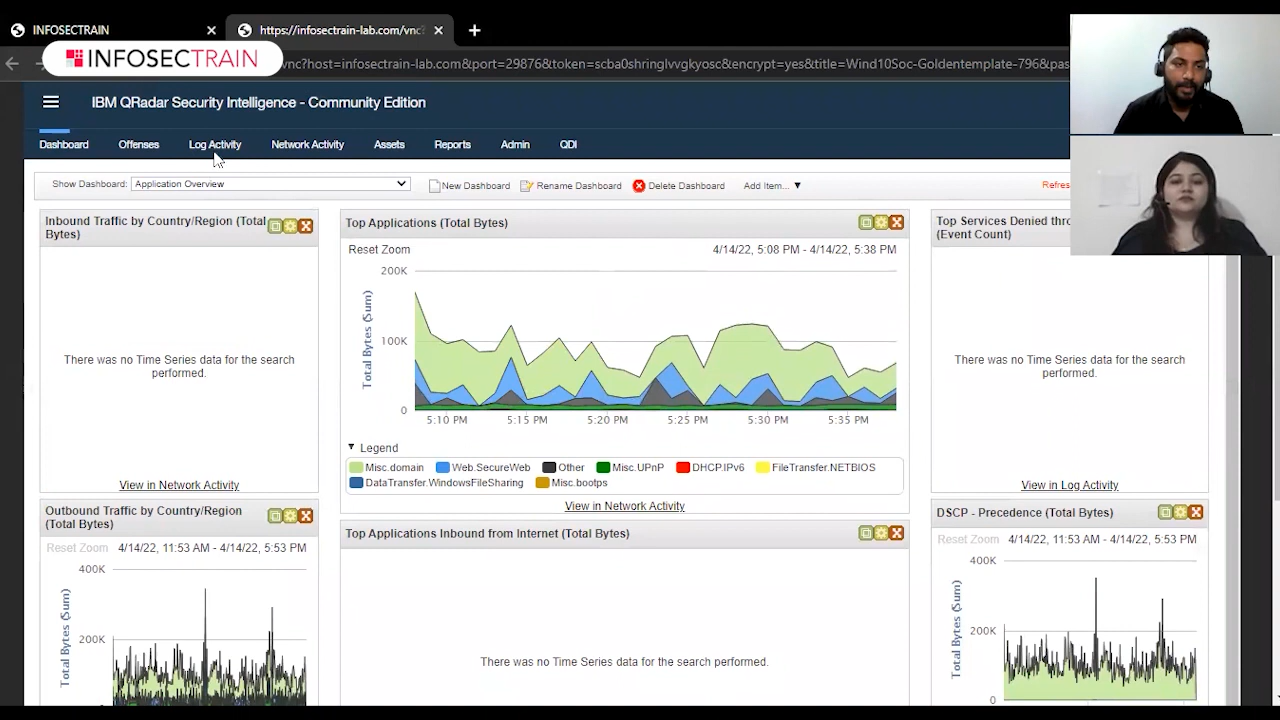 INFOSECTRAIN
https://infosectrain-lab.com/vnc?
INFOSECTRAIN
vnc?host=infosectrain-lab.com&port=29876&token=scba0shringlvvgkyosc&encrypt=yes&title=Wind10Soc-Goldentemplate-796&pas
IBM QRadar Security Intelligence - Community Edition
Dashboard Offenses Log Activity Network Activity Assets Reports Admin QDI
Show Dashboard: Application Overview New Dashboard Rename Dashboard Delete Dashboard Add Item... Refres
Inbound Traffic by Country/Region (Total
Bytes)
There was no Time Series data for the search
performed.
View in Network Activity
Top Applications (Total Bytes)
Reset Zoom 4/14/22, 5:08 PM - 4/14/22, 5:38 PM
200K
100K
0
Total Bytes (Sum)
5:10 PM 5:15 PM 5:20 PM 5:25 PM 5:30 PM 5:35 PM
Legend
Misc.domain Web.SecureWeb Other Misc.UPnP DHCP.IPv6 FileTransfer.NETBIOS
DataTransfer.WindowsFileSharing Misc.bootps
View in Network Activity
Top Services Denied thro
(Event Count)
There was no Time Series data for the search
performed.
View in Log Activity
Outbound Traffic by Country/Region
(Total Bytes)
Reset Zoom 4/14/22, 11:53 AM - 4/14/22, 5:53 PM
400K
200K
Total Bytes (Sum)
Top Applications Inbound from Internet (Total Bytes)
There was no Time Series data for the search performed.
DSCP - Precedence (Total Bytes)
Reset Zoom 4/14/22, 11:53 AM - 4/14/22, 5:53 PM
400K
200K
0
Total Bytes (Sum)